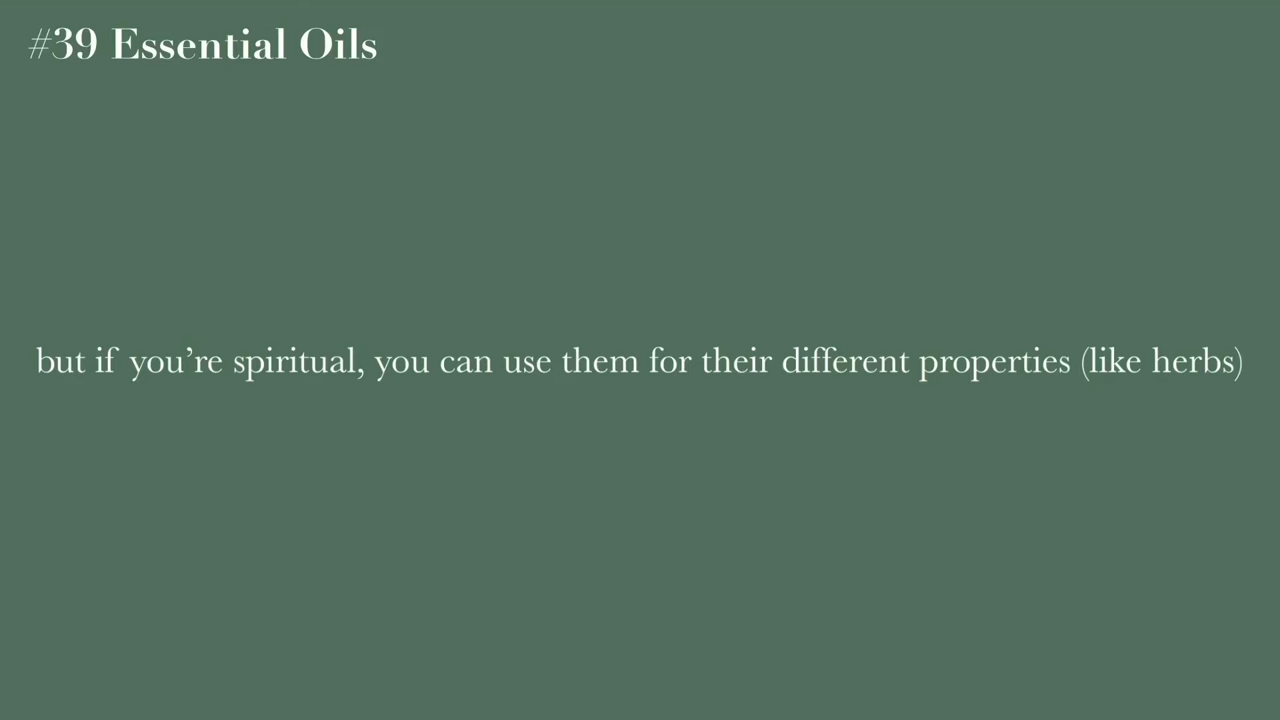 #39 Essential Oils
but if you’re spiritual, you can use them for their different properties (like herbs)